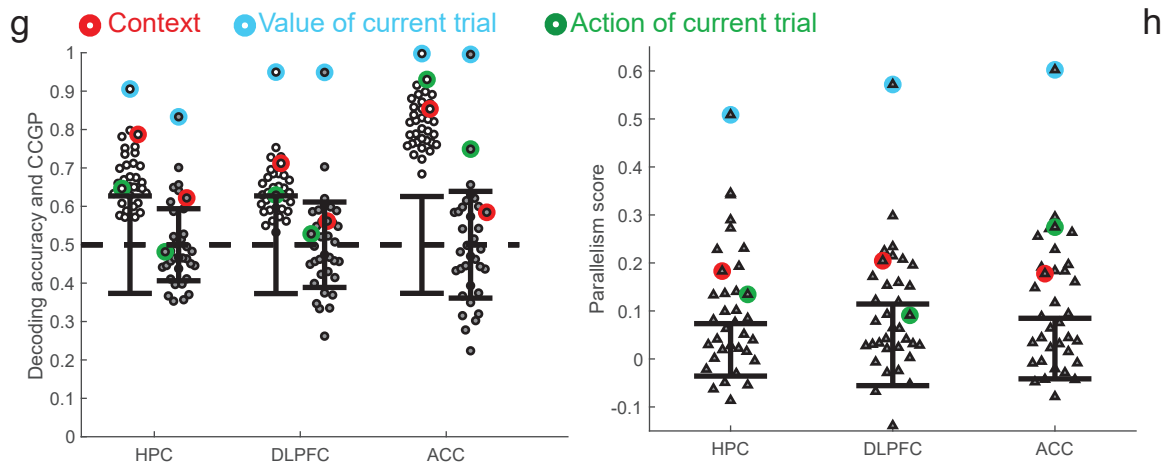 g
Context
Value of current trial
Action of current trial
h
Decoding accuracy and CCGP
1
0.9
0.8
0.7
0.6
0.5
0.4
0.3
0.2
0.1
0
HPC
DLPFC
ACC
Parallelism score
0.6
0.5
0.4
0.3
0.2
0.1
0
-0.1
HPC
DLPFC
ACC